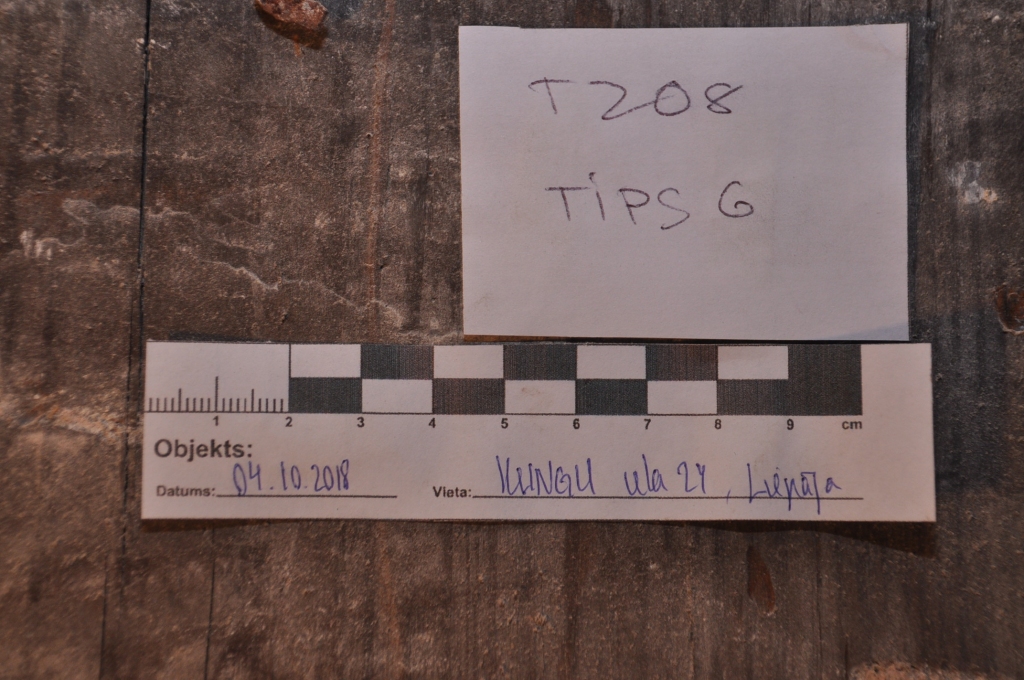 T208
TIPS 6
1 2 3 4 5 6 7 8 9 cm
Objekts:
Datums: 04.10.2018 Vieta: KUNGU iela 24, Liepāja